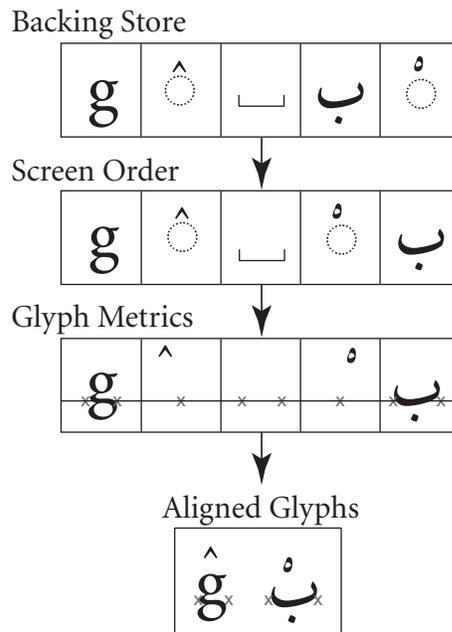 Backing Store
g ◌̂ ⎵ ب ◌ْ
Screen Order
g ◌̂ ⎵ ◌ْ ب
Glyph Metrics
g ^ ْ ب
Aligned Glyphs
ĝ بْ